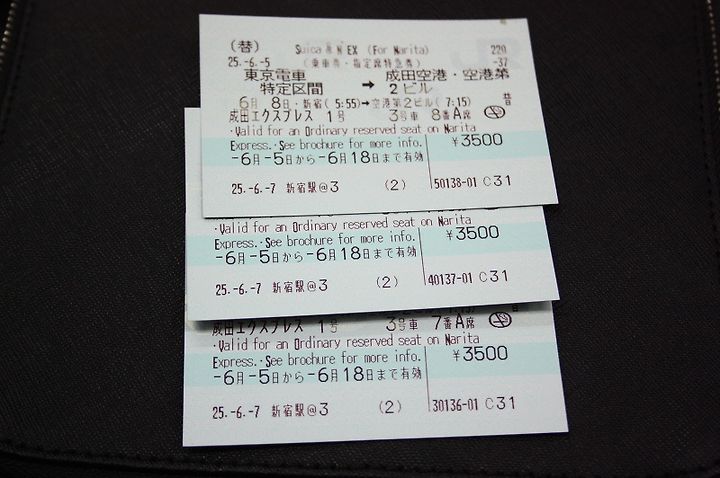 (替) Suica & N'EX (For Narita) 220
25.-6.-5 (乗車券・指定席特急券) -37
東京電車 → 成田空港・空港第
特定区間 2ビル
6月 8日・新宿( 5:55)→空港第2ビル( 7:15)
成田エクスプレス 1号 3号車 8番A席
・Valid for an Ordinary reserved seat on Narita
Express.・See brochure for more info. ¥3500
-6月-5日から-6月18日まで有効
25.-6.-7 新宿駅@3 (2) 50138-01 C31
・Valid for an Ordinary reserved seat on Narita
Express.・See brochure for more info. ¥3500
-6月-5日から-6月18日まで有効
25.-6.-7 新宿駅@3 (2) 40137-01 C31
成田エクスプレス 1号 3号車 7番A席
・Valid for an Ordinary reserved seat on Narita
Express.・See brochure for more info. ¥3500
-6月-5日から-6月18日まで有効
25.-6.-7 新宿駅@3 (2) 30136-01 C31